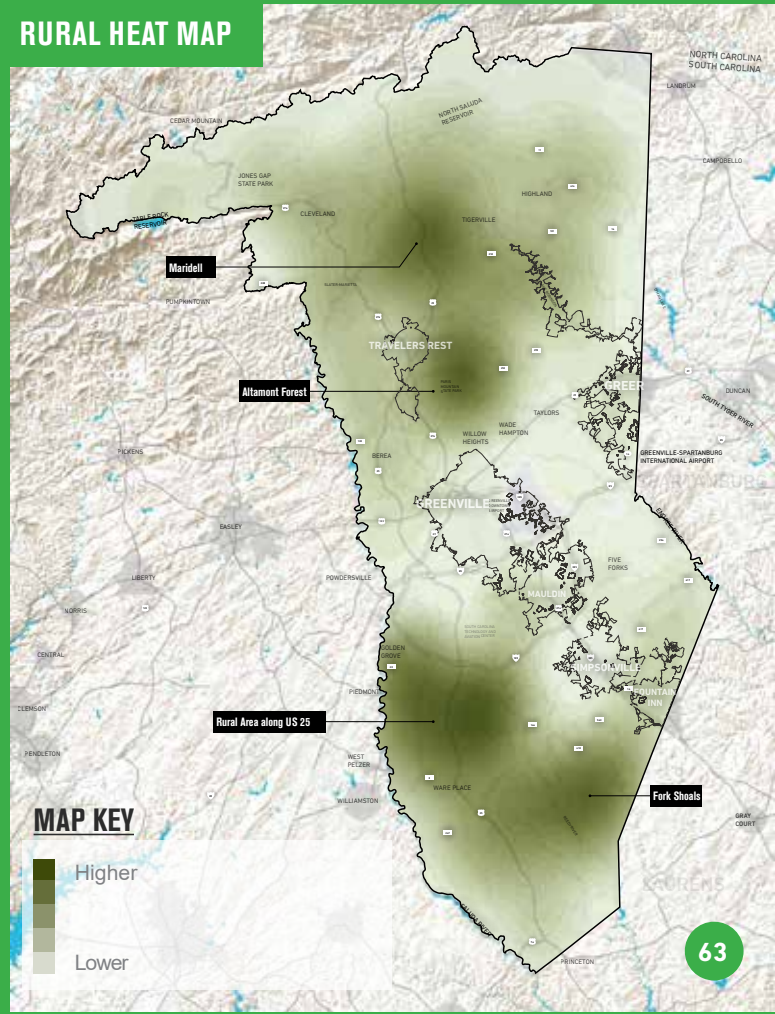 RURAL HEAT MAP
NORTH CAROLINA
SOUTH CAROLINA
LANDRUM
NORTH SALUDA
RESERVOIR
CEDAR MOUNTAIN
CAMPOBELLO
JONES GAP
STATE PARK
HIGHLAND
CLEVELAND
TIGERVILLE
TABLE ROCK
RESERVOIR
Maridell
PUMPKINTOWN
TRAVELERS REST
GREER
Altamont Forest
DUNCAN
SOUTH TYGER RIVER
TAYLORS
WADE
HAMPTON
WILLOW
HEIGHTS
PICKENS
BEREA
GREENVILLE-SPARTANBURG
INTERNATIONAL AIRPORT
GREENVILLE
EASLEY
FIVE
FORKS
LIBERTY
POWDERSVILLE
MAULDIN
NORRIS
GOLDEN
GROVE
CENTRAL
SIMPSONVILLE
PIEDMONT
FOUNTAIN
INN
CLEMSON
Rural Area along US 25
PENDLETON
WEST
PELZER
WARE PLACE
Fork Shoals
WILLIAMSTON
MAP KEY
GRAY
COURT
Higher
LAURENS
SALUDA RIVER
Lower
PRINCETON
63